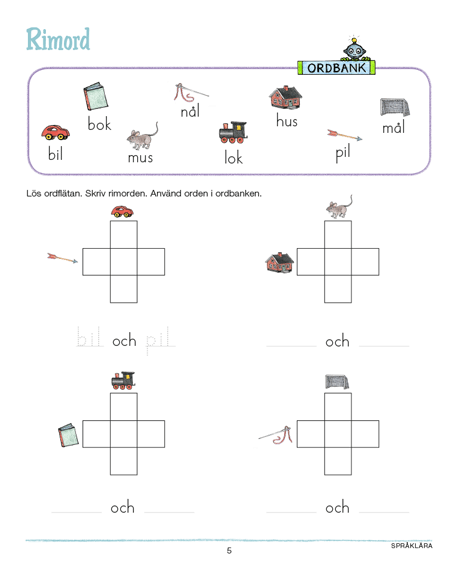 Rimord
ORDBANK
bok
nål
hus
mål
bil
mus
lok
pil
Lös ordflätan. Skriv rimorden. Använd orden i ordbanken.
bil och pil
och
och
och
5
SPRÅKLÄRA